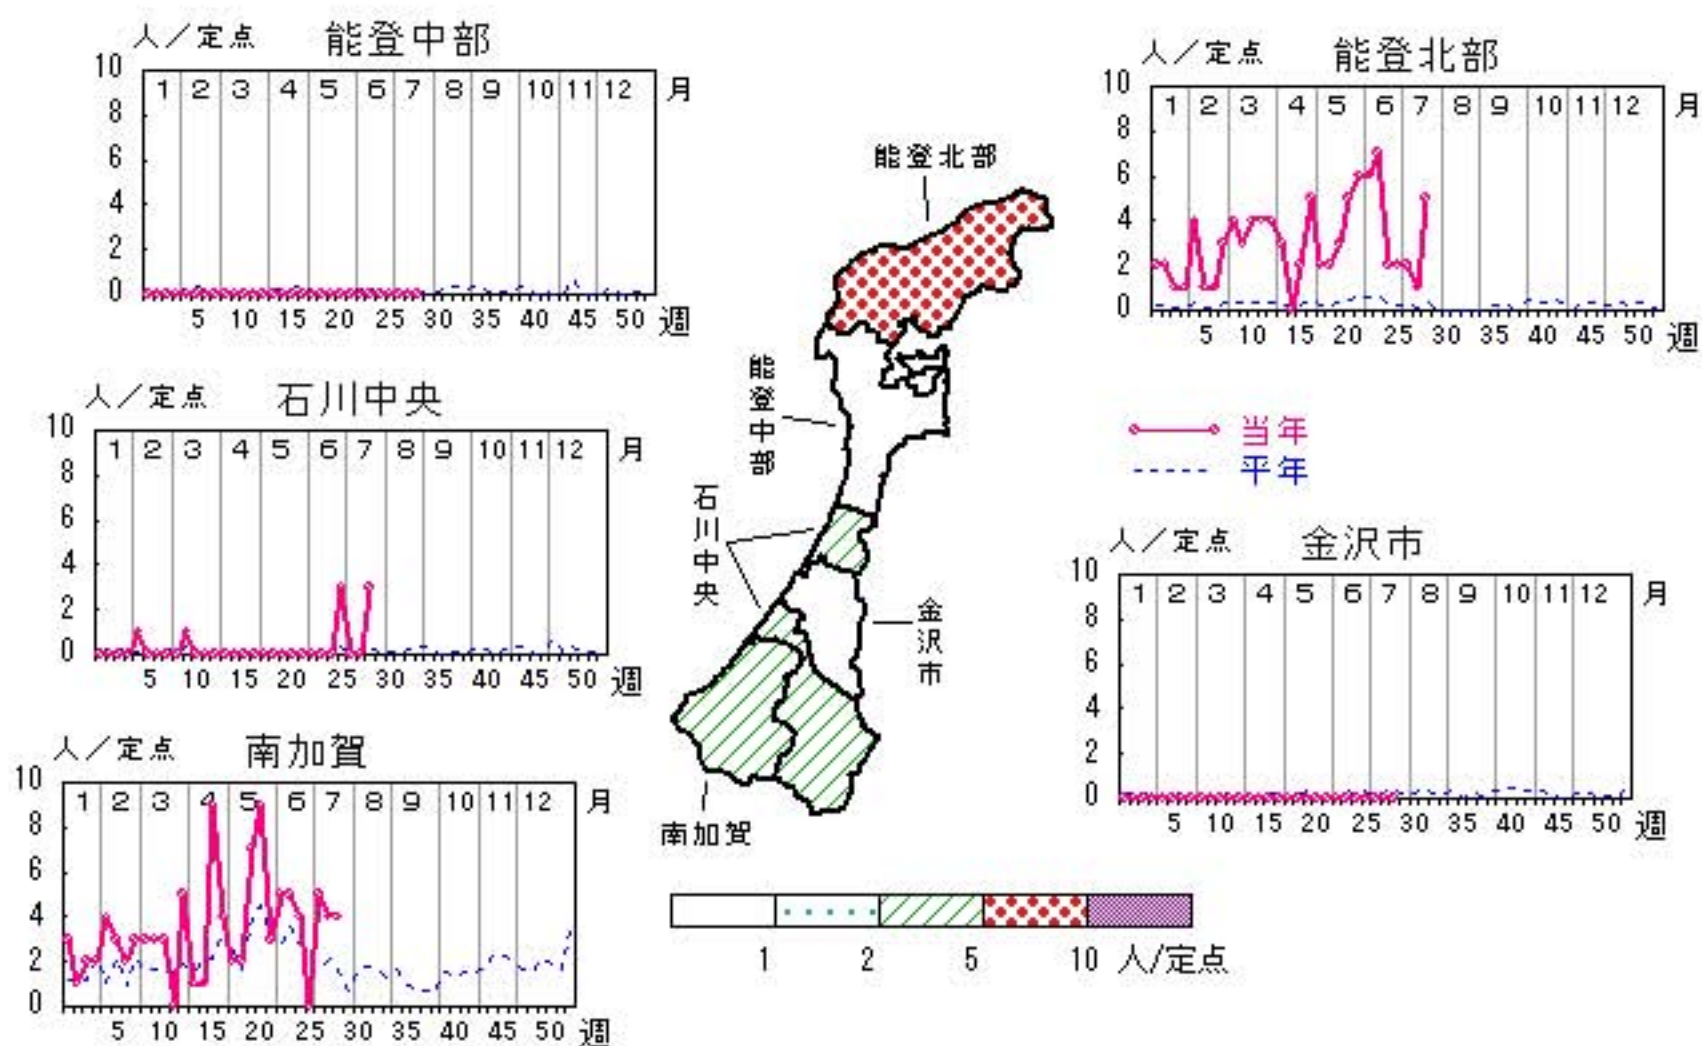 人／定点 能登中部
10 8 6 4 2 0
1 2 3 4 5 6 7 8 9 10 11 12 月
5 10 15 20 25 30 35 40 45 50 週
人／定点 能登北部
10 8 6 4 2 0
1 2 3 4 5 6 7 8 9 10 11 12 月
5 10 15 20 25 30 35 40 45 50 週
人／定点 石川中央
10 8 6 4 2 0
1 2 3 4 5 6 7 8 9 10 11 12 月
5 10 15 20 25 30 35 40 45 50 週
当年
平年
人／定点 金沢市
10 8 6 4 2 0
1 2 3 4 5 6 7 8 9 10 11 12 月
5 10 15 20 25 30 35 40 45 50 週
人／定点 南加賀
10 8 6 4 2 0
1 2 3 4 5 6 7 8 9 10 11 12 月
5 10 15 20 25 30 35 40 45 50 週
能登北部
能登中部
石川中央
金沢市
南加賀
1 2 5 10 人/定点